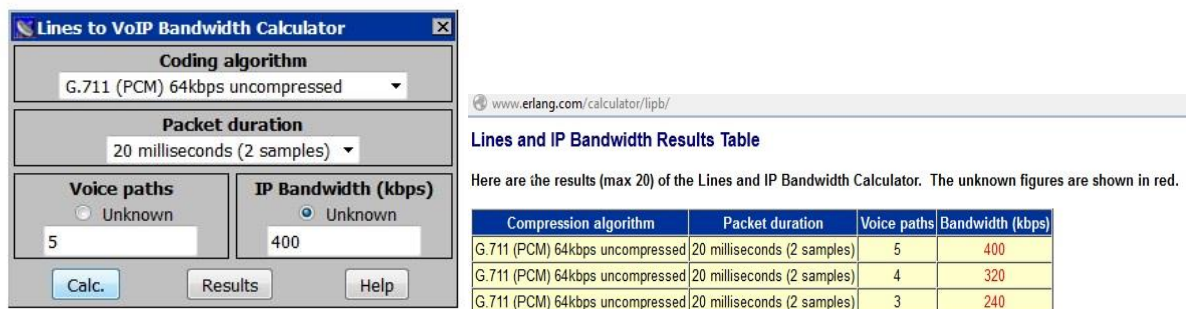 Lines to VoIP Bandwidth Calculator
Coding algorithm
G.711 (PCM) 64kbps uncompressed
Packet duration
20 milliseconds (2 samples)
Voice paths
Unknown
5
IP Bandwidth (kbps)
Unknown
400
Calc. Results Help
www.erlang.com/calculator/lipb/
Lines and IP Bandwidth Results Table
Here are the results (max 20) of the Lines and IP Bandwidth Calculator. The unknown figures are shown in red.
Compression algorithm Packet duration Voice paths Bandwidth (kbps)
G.711 (PCM) 64kbps uncompressed 20 milliseconds (2 samples) 5 400
G.711 (PCM) 64kbps uncompressed 20 milliseconds (2 samples) 4 320
G.711 (PCM) 64kbps uncompressed 20 milliseconds (2 samples) 3 240